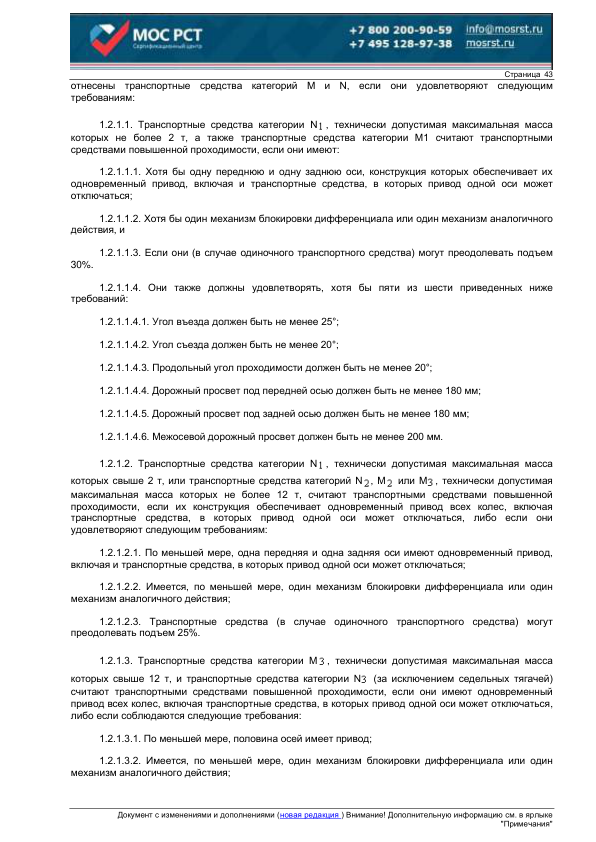 МОС РСТ
Сертификационный центр
+7 800 200-90-59 info@mosrst.ru
+7 495 128-97-38 mosrst.ru
Страница 43
отнесены транспортные средства категорий M и N, если они удовлетворяют следующим
требованиям:
1.2.1.1. Транспортные средства категории N1, технически допустимая максимальная масса
которых не более 2 т, а также транспортные средства категории М1 считают транспортными
средствами повышенной проходимости, если они имеют:
1.2.1.1.1. Хотя бы одну переднюю и одну заднюю оси, конструкция которых обеспечивает их
одновременный привод, включая и транспортные средства, в которых привод одной оси может
отключаться;
1.2.1.1.2. Хотя бы один механизм блокировки дифференциала или один механизм аналогичного
действия, и
1.2.1.1.3. Если они (в случае одиночного транспортного средства) могут преодолевать подъем
30%.
1.2.1.1.4. Они также должны удовлетворять, хотя бы пяти из шести приведенных ниже
требований:
1.2.1.1.4.1. Угол въезда должен быть не менее 25°;
1.2.1.1.4.2. Угол съезда должен быть не менее 20°;
1.2.1.1.4.3. Продольный угол проходимости должен быть не менее 20°;
1.2.1.1.4.4. Дорожный просвет под передней осью должен быть не менее 180 мм;
1.2.1.1.4.5. Дорожный просвет под задней осью должен быть не менее 180 мм;
1.2.1.1.4.6. Межосевой дорожный просвет должен быть не менее 200 мм.
1.2.1.2. Транспортные средства категории N1, технически допустимая максимальная масса
которых свыше 2 т, или транспортные средства категорий N2, M2 или M3, технически допустимая
максимальная масса которых не более 12 т, считают транспортными средствами повышенной
проходимости, если их конструкция обеспечивает одновременный привод всех колес, включая
транспортные средства, в которых привод одной оси может отключаться, либо если они
удовлетворяют следующим требованиям:
1.2.1.2.1. По меньшей мере, одна передняя и одна задняя оси имеют одновременный привод,
включая и транспортные средства, в которых привод одной оси может отключаться;
1.2.1.2.2. Имеется, по меньшей мере, один механизм блокировки дифференциала или один
механизм аналогичного действия;
1.2.1.2.3. Транспортные средства (в случае одиночного транспортного средства) могут
преодолевать подъем 25%.
1.2.1.3. Транспортные средства категории M3, технически допустимая максимальная масса
которых свыше 12 т, и транспортные средства категории N3 (за исключением седельных тягачей)
считают транспортными средствами повышенной проходимости, если они имеют одновременный
привод всех колес, включая транспортные средства, в которых привод одной оси может отключаться,
либо если соблюдаются следующие требования:
1.2.1.3.1. По меньшей мере, половина осей имеет привод;
1.2.1.3.2. Имеется, по меньшей мере, один механизм блокировки дифференциала или один
механизм аналогичного действия;
Документ с изменениями и дополнениями (новая редакция ) Внимание! Дополнительную информацию см. в ярлыке
"Примечания"